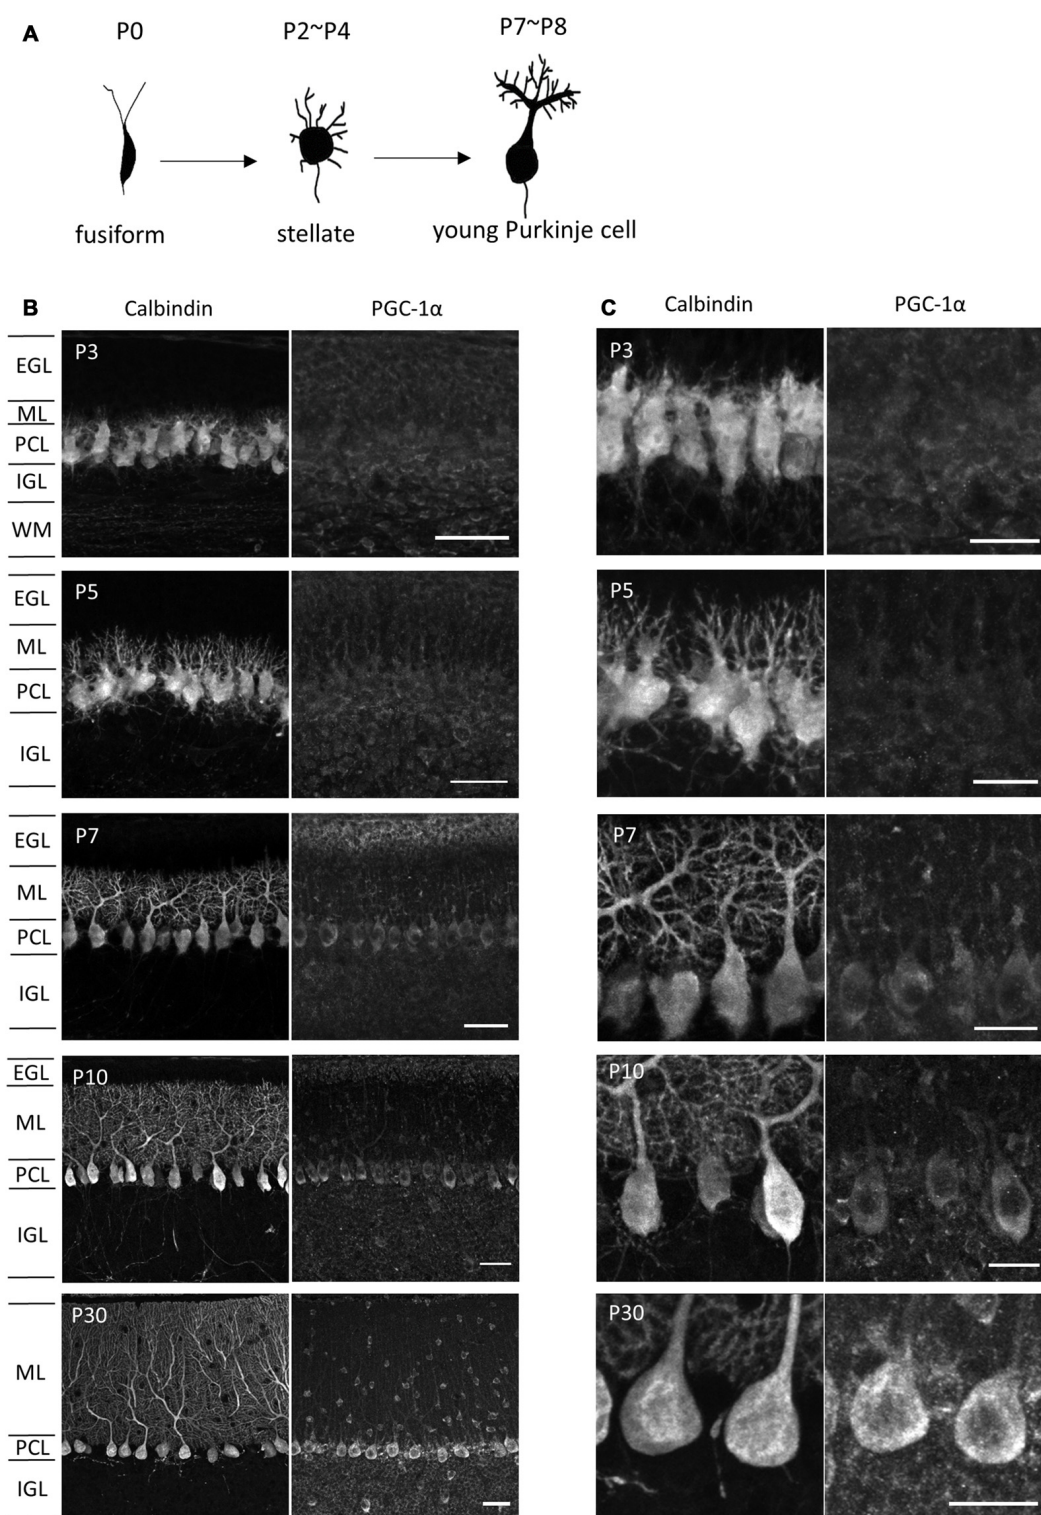 A
P0
P2~P4
P7~P8
fusiform
stellate
young Purkinje cell
B
Calbindin
PGC-1α
P3
EGL
ML
PCL
IGL
WM
P5
EGL
ML
PCL
IGL
P7
EGL
ML
PCL
IGL
P10
EGL
ML
PCL
IGL
P30
ML
PCL
IGL
C
Calbindin
PGC-1α
P3
P5
P7
P10
P30